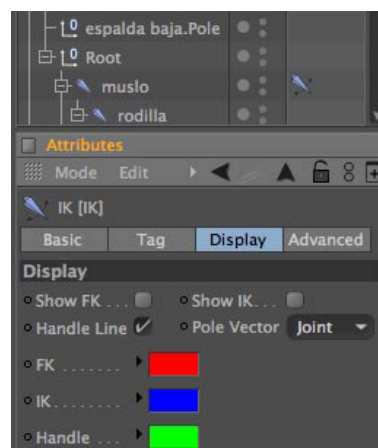 espalda baja.Pole
Root
muslo
rodilla
Attributes
Mode Edit
IK [IK]
Basic Tag Display Advanced
Display
Show FK . . . Show IK. . .
Handle Line Pole Vector Joint
FK . . . . . . .
IK. . . . . . . .
Handle . . .